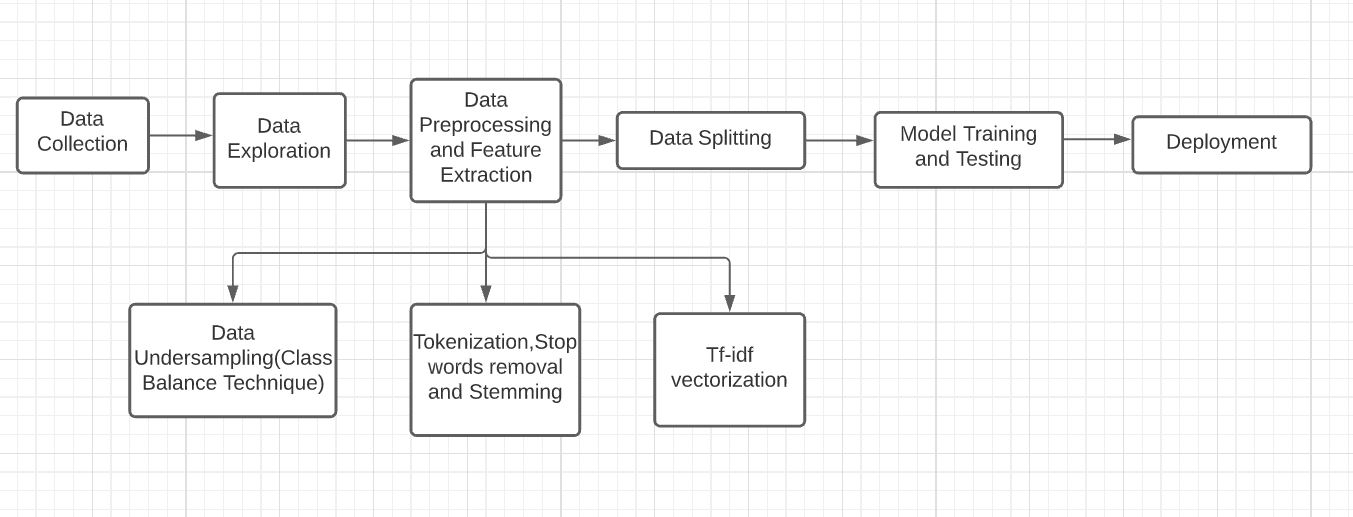 Data
Collection
Data
Exploration
Data
Preprocessing
and Feature
Extraction
Data Splitting
Model Training
and Testing
Deployment
Data
Undersampling(Class
Balance Technique)
Tokenization,Stop
words removal
and Stemming
Tf-idf
vectorization